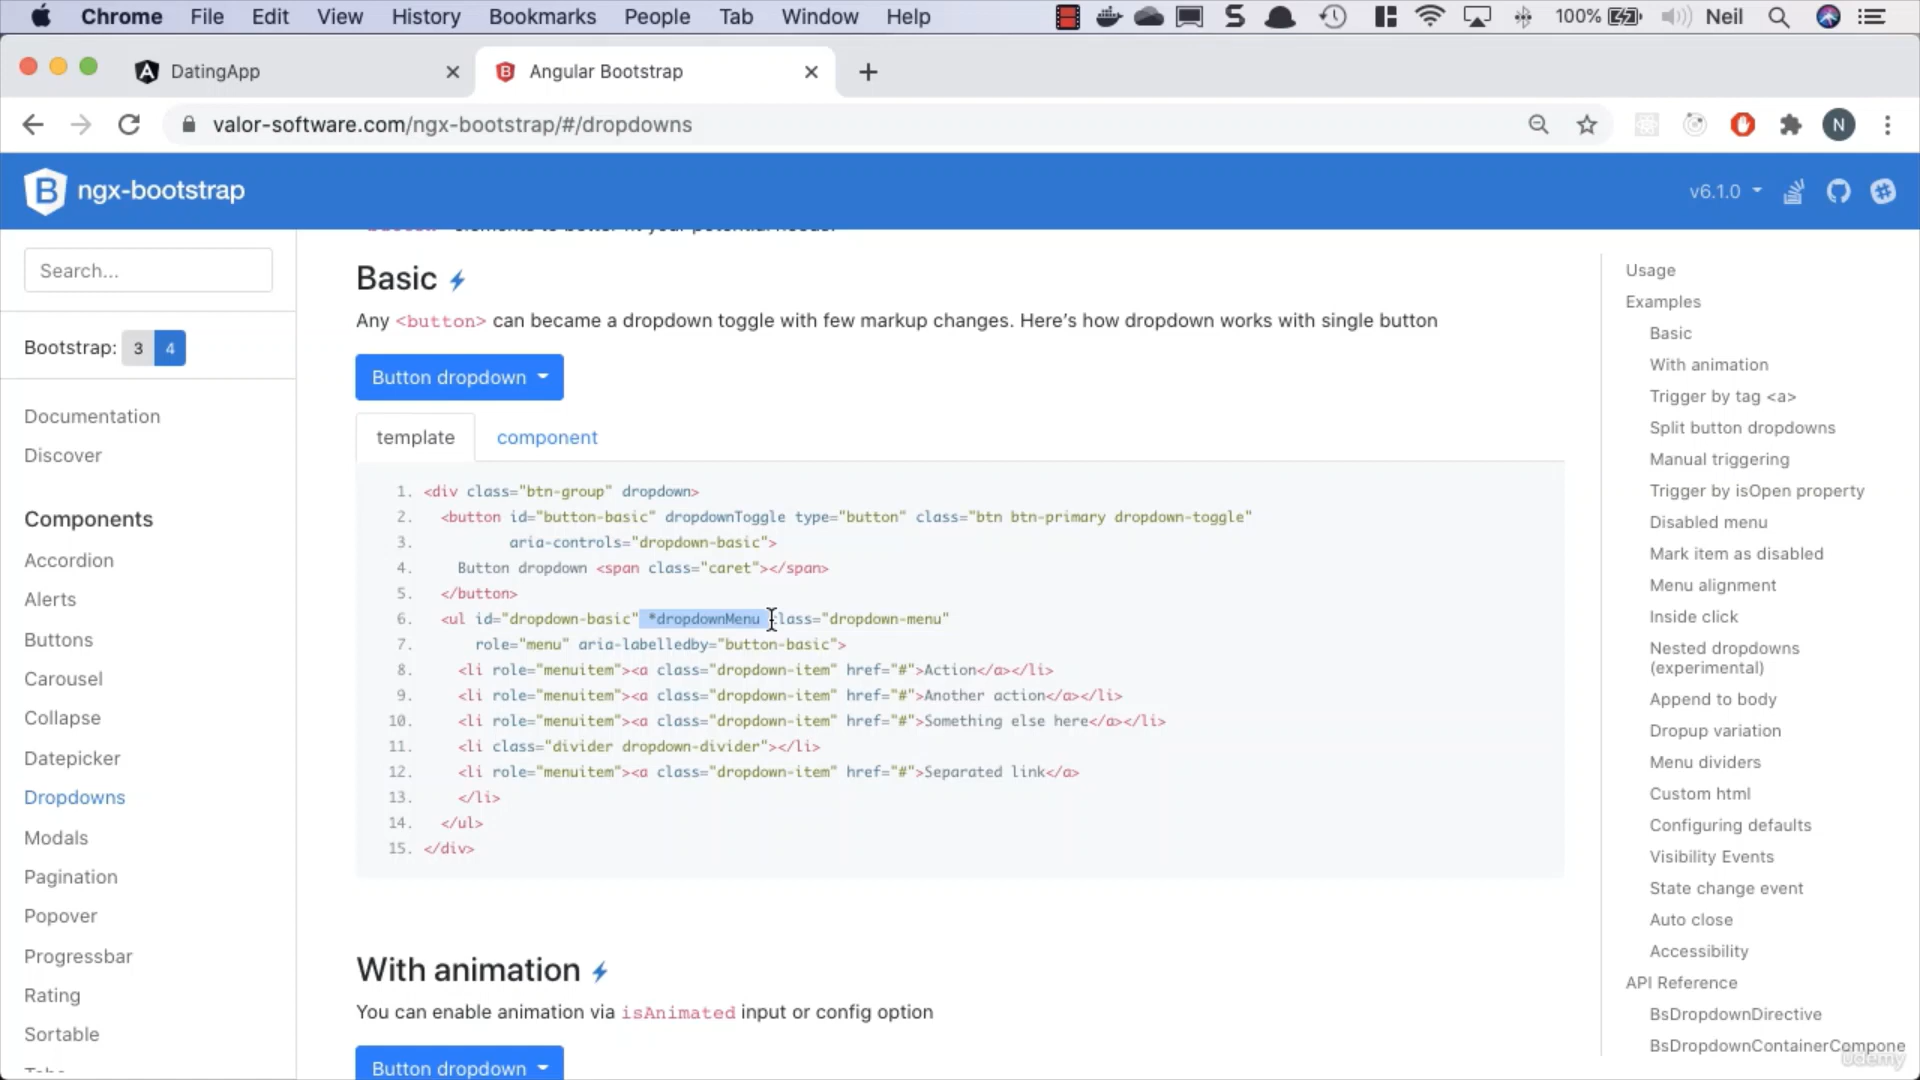 Chrome File Edit View History Bookmarks People Tab Window Help 100% Neil
DatingApp Angular Bootstrap
valor-software.com/ngx-bootstrap/#/dropdowns N
B ngx-bootstrap v6.1.0
Search...
Bootstrap: 3 4
Documentation
Discover
Components
Accordion
Alerts
Buttons
Carousel
Collapse
Datepicker
Dropdowns
Modals
Pagination
Popover
Progressbar
Rating
Sortable
Tabs
Basic
Any <button> can became a dropdown toggle with few markup changes. Here's how dropdown works with single button
Button dropdown
template component
1. <div class="btn-group" dropdown>
2. <button id="button-basic" dropdownToggle type="button" class="btn btn-primary dropdown-toggle"
3. aria-controls="dropdown-basic">
4. Button dropdown <span class="caret"></span>
5. </button>
6. <ul id="dropdown-basic" *dropdownMenu class="dropdown-menu"
7. role="menu" aria-labelledby="button-basic">
8. <li role="menuitem"><a class="dropdown-item" href="#">Action</a></li>
9. <li role="menuitem"><a class="dropdown-item" href="#">Another action</a></li>
10. <li role="menuitem"><a class="dropdown-item" href="#">Something else here</a></li>
11. <li class="divider dropdown-divider"></li>
12. <li role="menuitem"><a class="dropdown-item" href="#">Separated link</a>
13. </li>
14. </ul>
15. </div>
With animation
You can enable animation via isAnimated input or config option
Button dropdown
Usage
Examples
Basic
With animation
Trigger by tag <a>
Split button dropdowns
Manual triggering
Trigger by isOpen property
Disabled menu
Mark item as disabled
Menu alignment
Inside click
Nested dropdowns
(experimental)
Append to body
Dropup variation
Menu dividers
Custom html
Configuring defaults
Visibility Events
State change event
Auto close
Accessibility
API Reference
BsDropdownDirective
BsDropdownContainerCompone
udemy